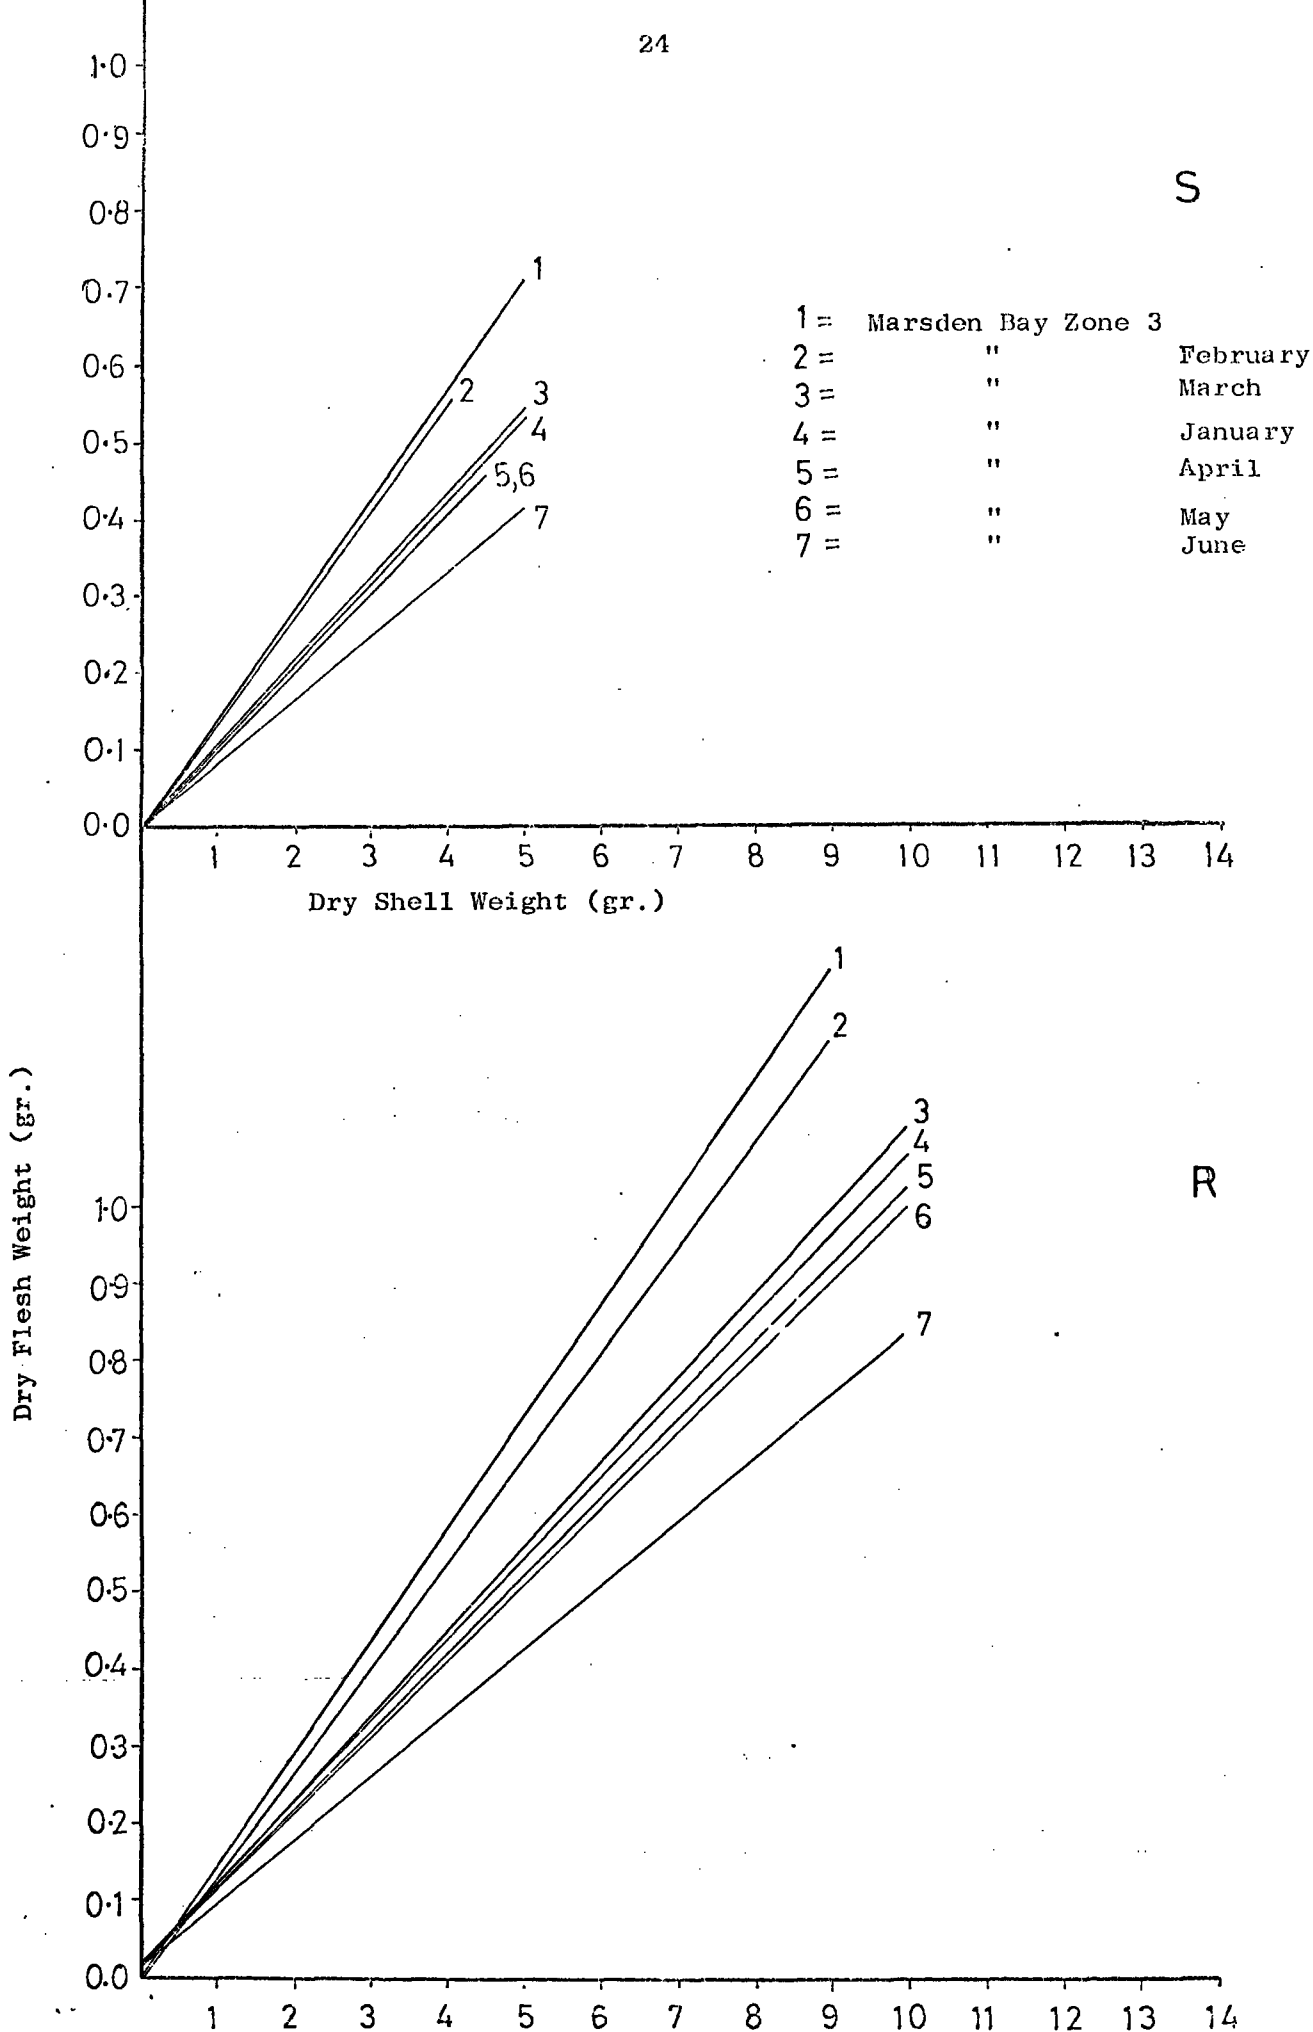 24
1·0
0·9
0·8
0·7
0·6
0·5
0·4
0·3
0·2
0·1
0·0
S
1
2
3
4
5,6
7
1 = Marsden Bay Zone 3
2 = " February
3 = " March
4 = " January
5 = " April
6 = " May
7 = " June
1 2 3 4 5 6 7 8 9 10 11 12 13 14
Dry Shell Weight (gr.)
Dry Flesh Weight (gr.)
R
1
2
3
4
5
6
7
1·0
0·9
0·8
0·7
0·6
0·5
0·4
0·3
0·2
0·1
0·0
1 2 3 4 5 6 7 8 9 10 11 12 13 14